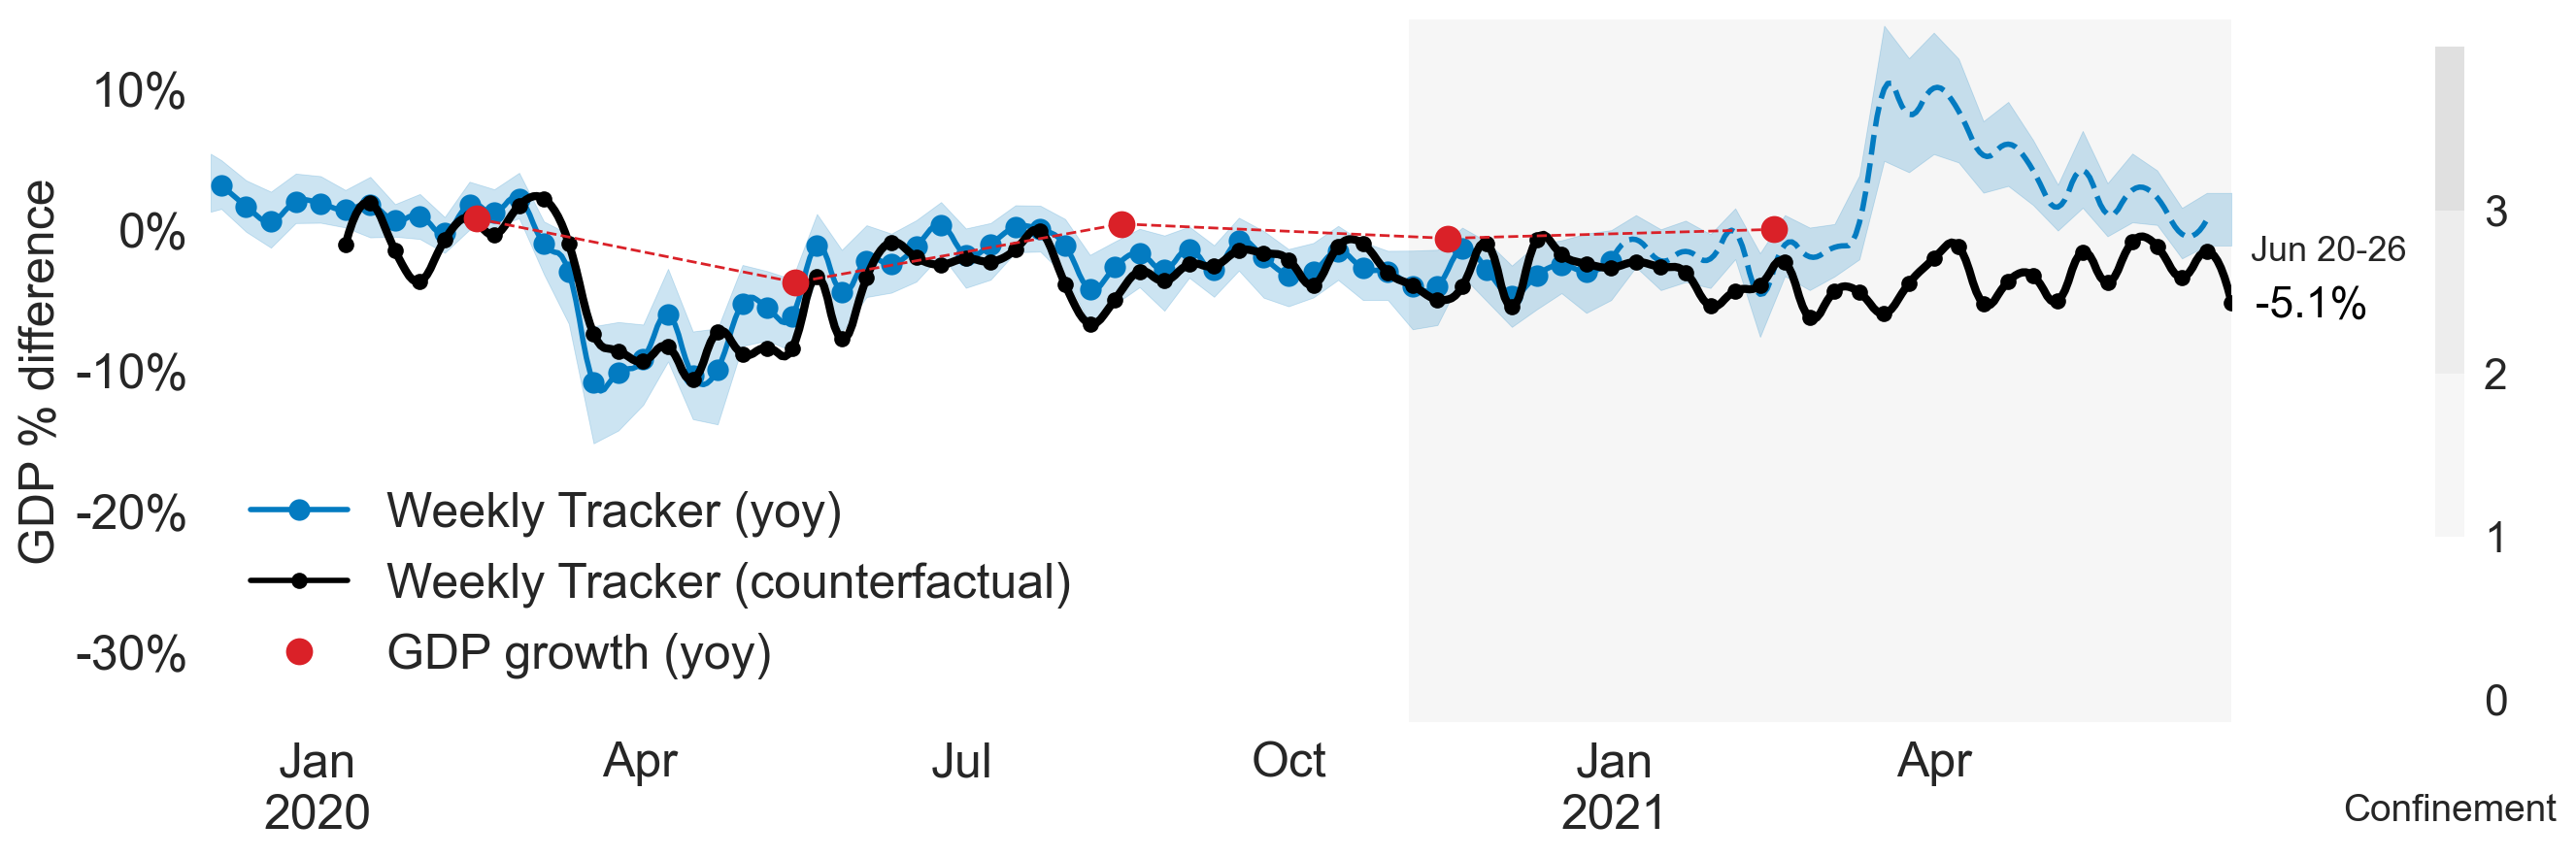 GDP % difference
10%
0%
-10%
-20%
-30%
Weekly Tracker (yoy)
Weekly Tracker (counterfactual)
GDP growth (yoy)
Jan
2020
Apr
Jul
Oct
Jan
2021
Apr
Jun 20-26
-5.1%
3
2
1
0
Confinement